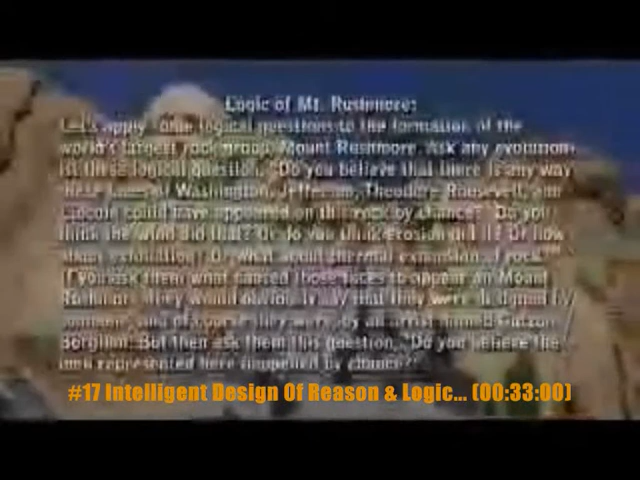 Logic of Mt. Rushmore:
Let's apply some logical questions to the formation of the
world's largest rock group, Mount Rushmore. Ask any evolution-
ist three logical question, "Do you believe that there is any way
these faces of Washington, Jefferson, Theodore Roosevelt, and
Lincoln could have appeared on this rock by chance? Do you
think the wind did that? Or do you think erosion did it? Or how
about exfoliation? Or what about thermal expansion of rock
If you ask them what caused those faces to appear on Mount
Rushmore, they would obviously say that they were designed by
someone, and of course they were, by an artist named Gutzon
Borglum. But then ask them this question, "Do you believe the
men represented here happened by chance?"
#17 Intelligent Design Of Reason & Logic... (00:33:00)